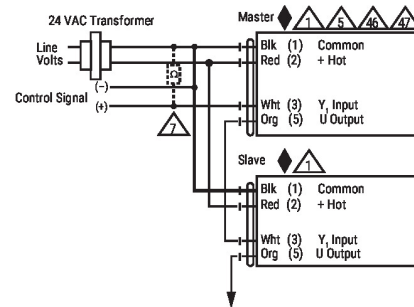 24 VAC Transformer
Master 1 5 46 47
Line
Volts
Blk (1) Common
Red (2) + Hot
Ω
(–)
Control Signal (+)
Wht (3) Y₁ Input
Org (5) U Output
7
Slave 1
Blk (1) Common
Red (2) + Hot
Wht (3) Y₁ Input
Org (5) U Output